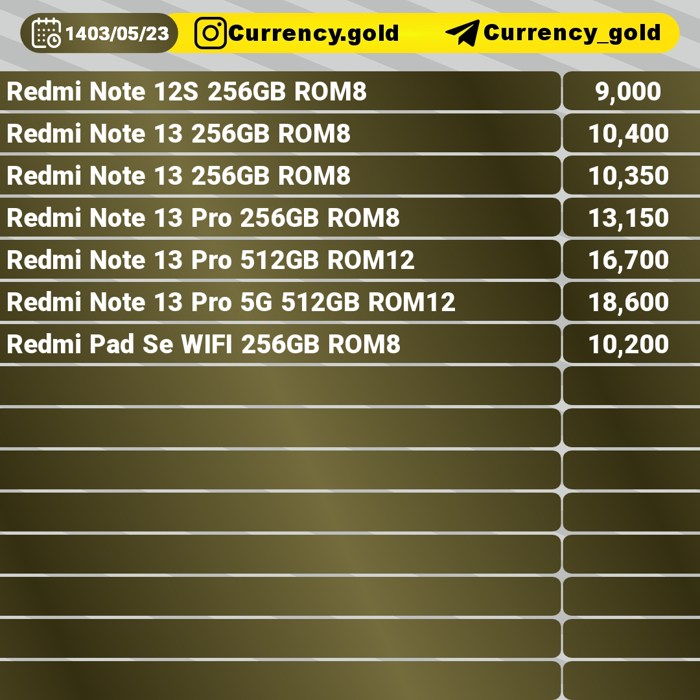 1403/05/23 Currency.gold Currency_gold
Redmi Note 12S 256GB ROM8 9,000
Redmi Note 13 256GB ROM8 10,400
Redmi Note 13 256GB ROM8 10,350
Redmi Note 13 Pro 256GB ROM8 13,150
Redmi Note 13 Pro 512GB ROM12 16,700
Redmi Note 13 Pro 5G 512GB ROM12 18,600
Redmi Pad Se WIFI 256GB ROM8 10,200